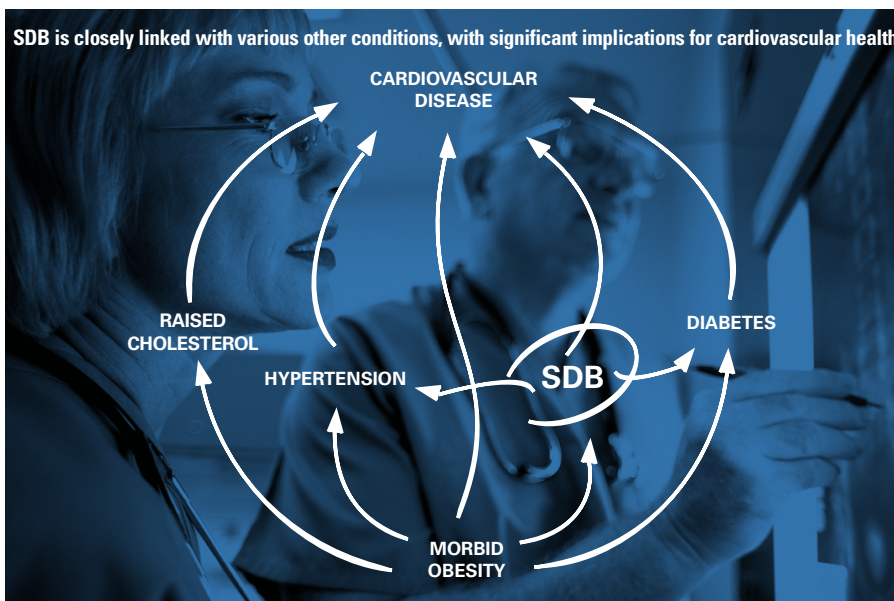 SDB is closely linked with various other conditions, with significant implications for cardiovascular health
CARDIOVASCULAR
DISEASE
RAISED
CHOLESTEROL
DIABETES
HYPERTENSION
SDB
MORBID
OBESITY